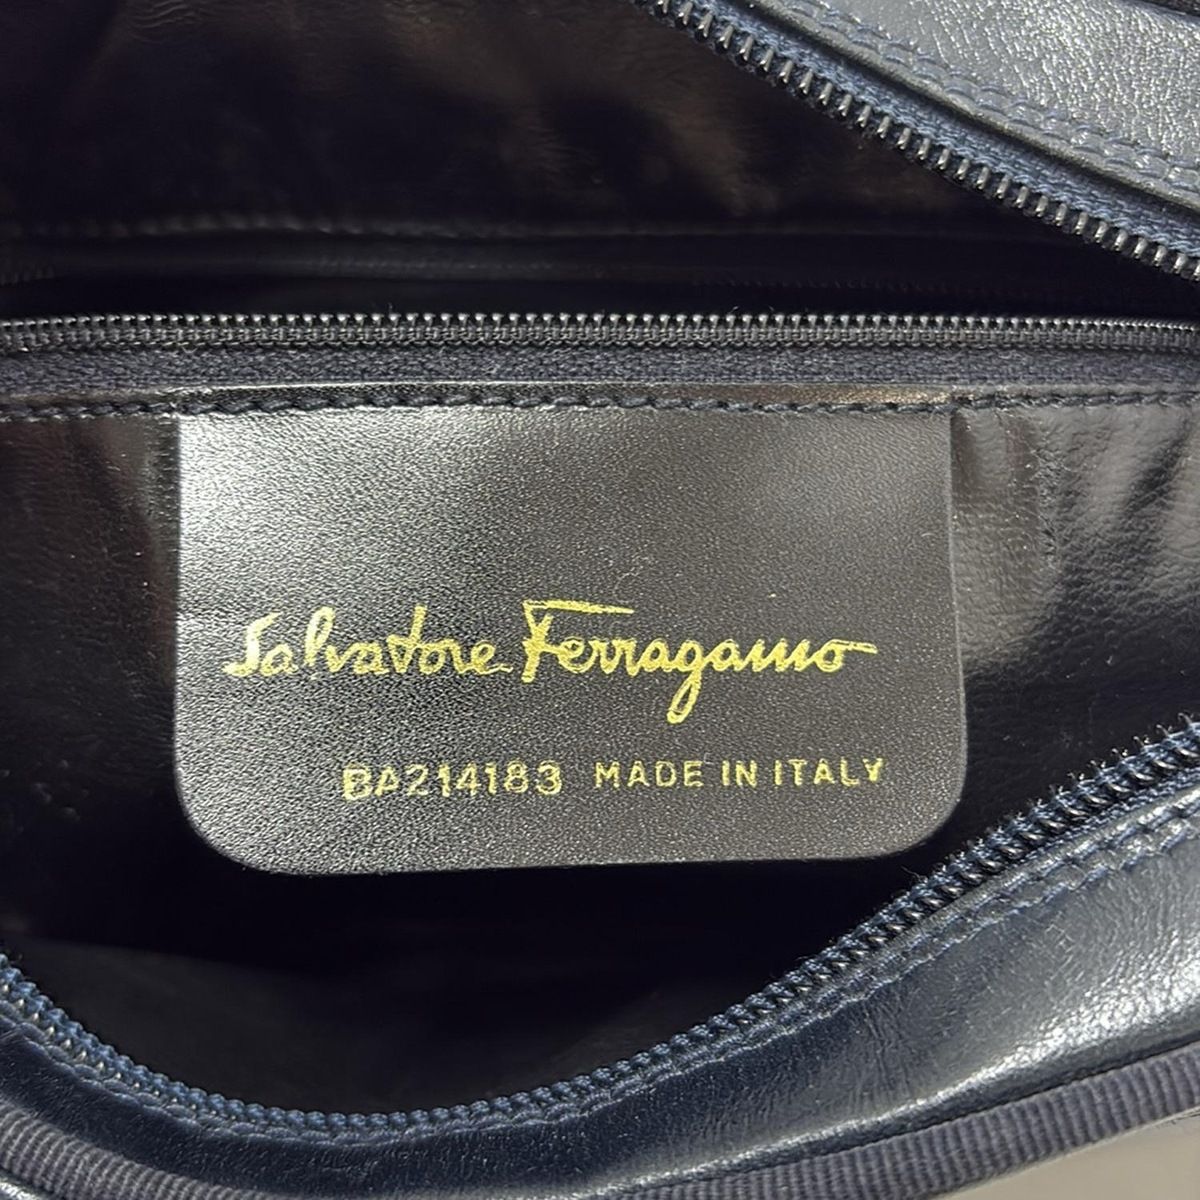 Salvatore Ferragamo
BA214183 MADE IN ITALY